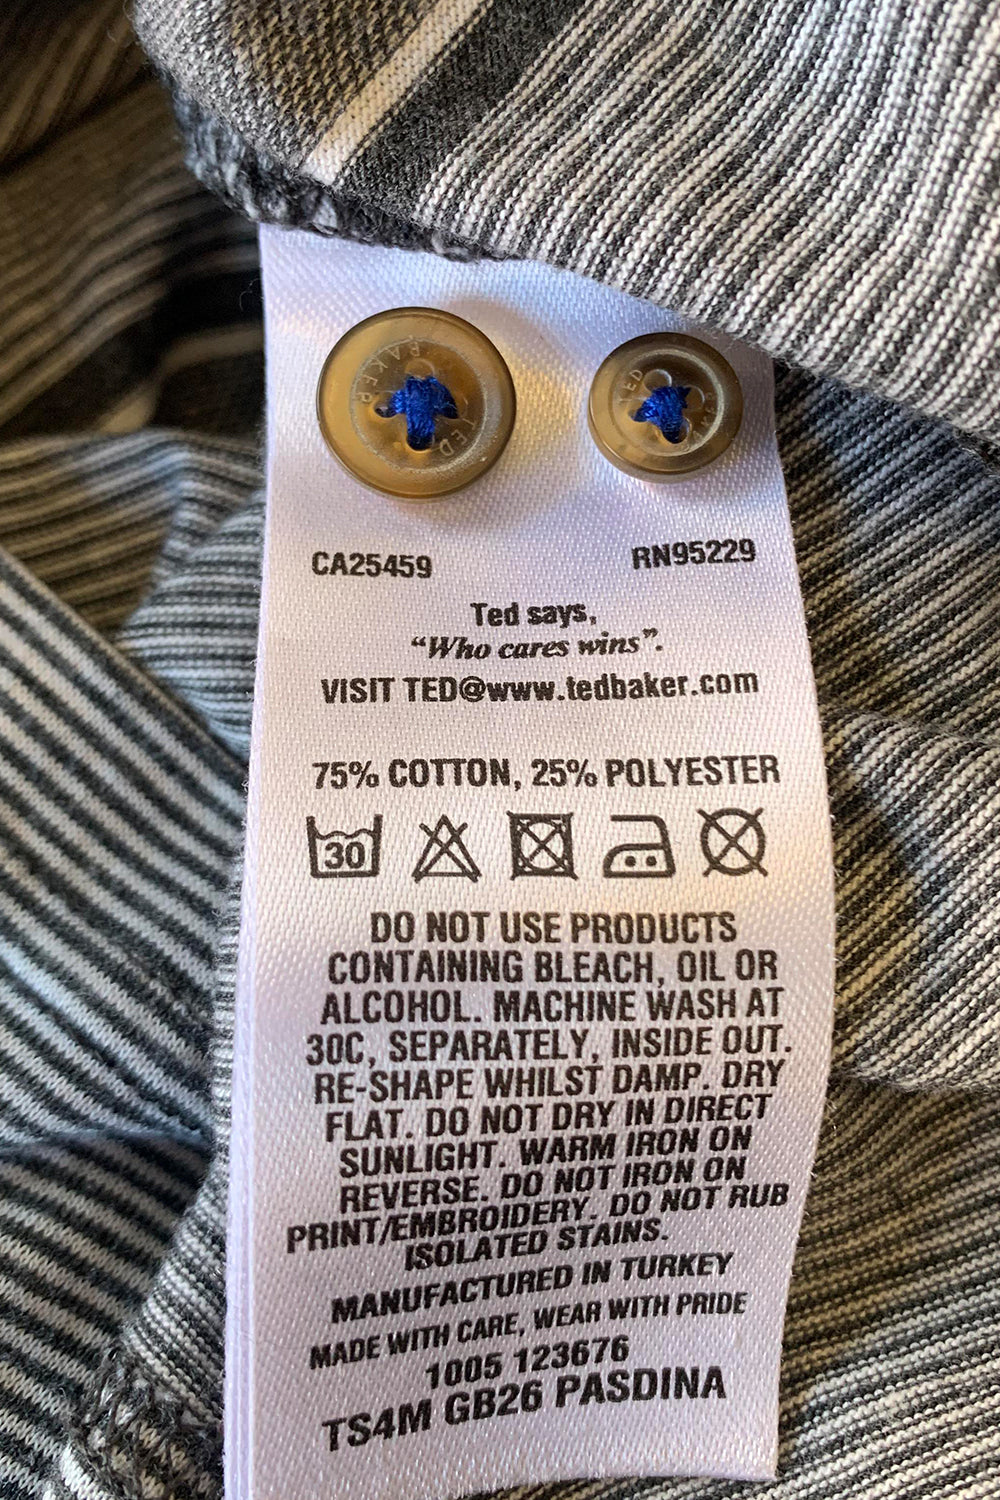 BAKER TED
TED
CA25459
RN95229
Ted says,
“Who cares wins”.
VISIT TED@www.tedbaker.com
75% COTTON, 25% POLYESTER
30
DO NOT USE PRODUCTS
CONTAINING BLEACH, OIL OR
ALCOHOL. MACHINE WASH AT
30C, SEPARATELY, INSIDE OUT.
RE-SHAPE WHILST DAMP. DRY
FLAT. DO NOT DRY IN DIRECT
SUNLIGHT. WARM IRON ON
REVERSE. DO NOT IRON ON
PRINT/EMBROIDERY. DO NOT RUB
ISOLATED STAINS.
MANUFACTURED IN TURKEY
MADE WITH CARE, WEAR WITH PRIDE
1005 123676
TS4M GB26 PASDINA